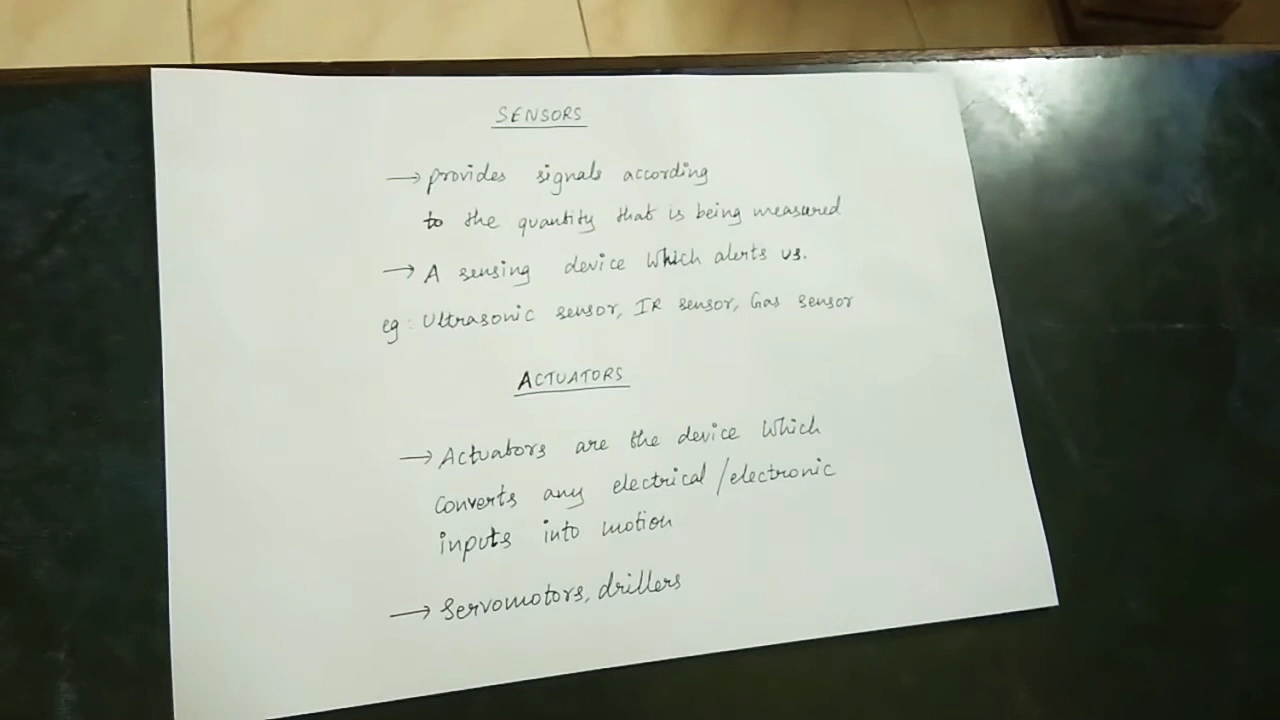 SENSORS
→ provides signals according
to the quantity that is being measured
→ A sensing device which alerts us.
eg: Ultrasonic sensor, IR sensor, Gas sensor
ACTUATORS
→ Actuators are the device which
converts any electrical/electronic
inputs into motion
→ Servomotors, drillers